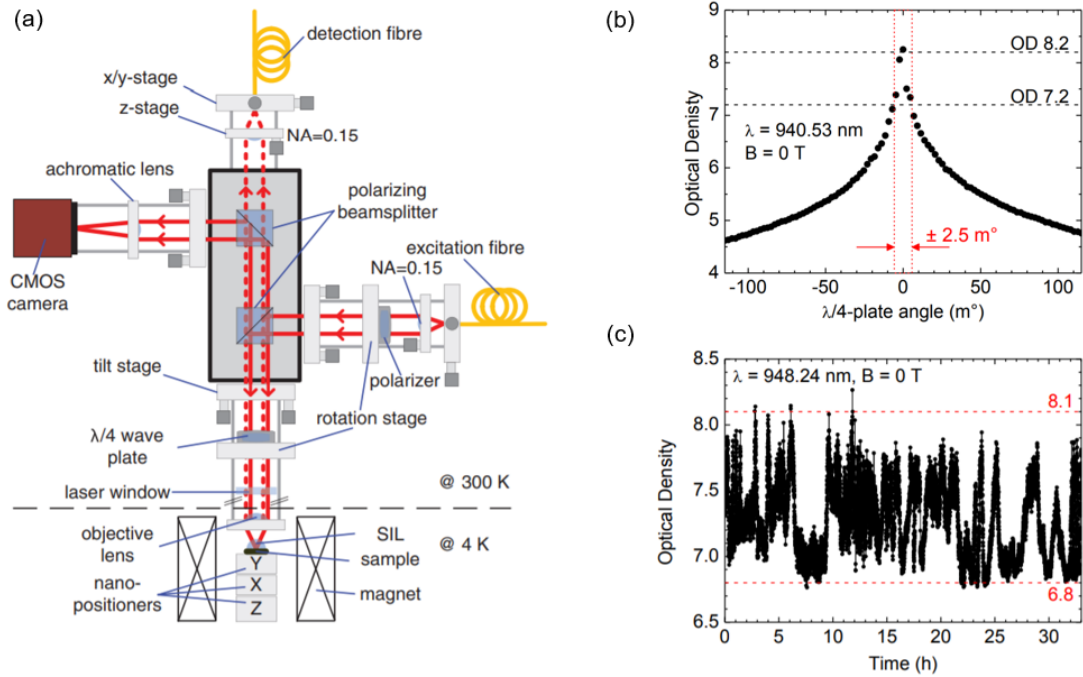 (a)
detection fibre
x/y-stage
z-stage
NA=0.15
achromatic lens
polarizing
beamsplitter
excitation fibre
NA=0.15
CMOS
camera
tilt stage
polarizer
rotation stage
λ/4 wave
plate
laser window
@ 300 K
objective
lens
SIL
@ 4 K
sample
nano-
positioners
Y
X
Z
magnet
(b)
Optical Denisty
9
8
7
6
5
4
OD 8.2
OD 7.2
λ = 940.53 nm
B = 0 T
± 2.5 m°
-100
-50
0
50
100
λ/4-plate angle (m°)
(c)
Optical Density
8.5
8.0
7.5
7.0
6.5
λ = 948.24 nm, B = 0 T
8.1
6.8
0
5
10
15
20
25
30
Time (h)